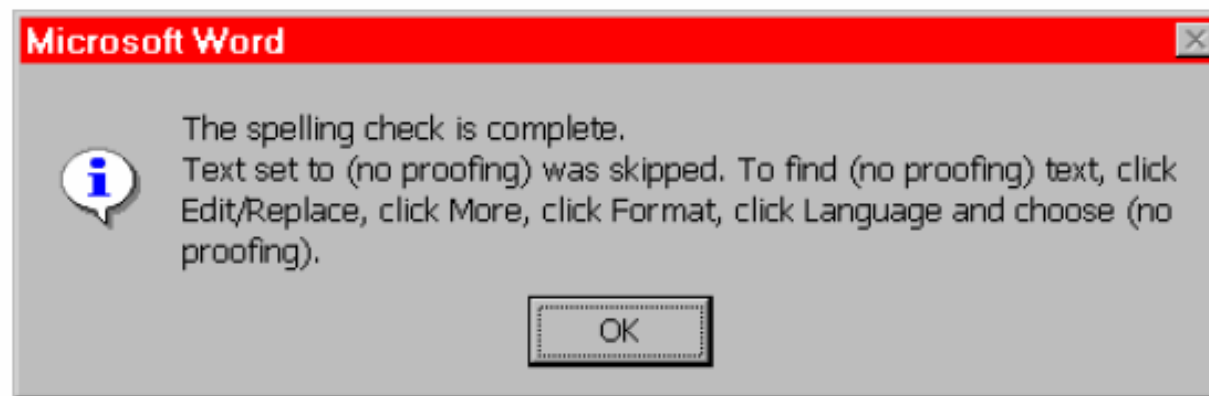 Microsoft Word
The spelling check is complete.
Text set to (no proofing) was skipped. To find (no proofing) text, click
Edit/Replace, click More, click Format, click Language and choose (no
proofing).
OK